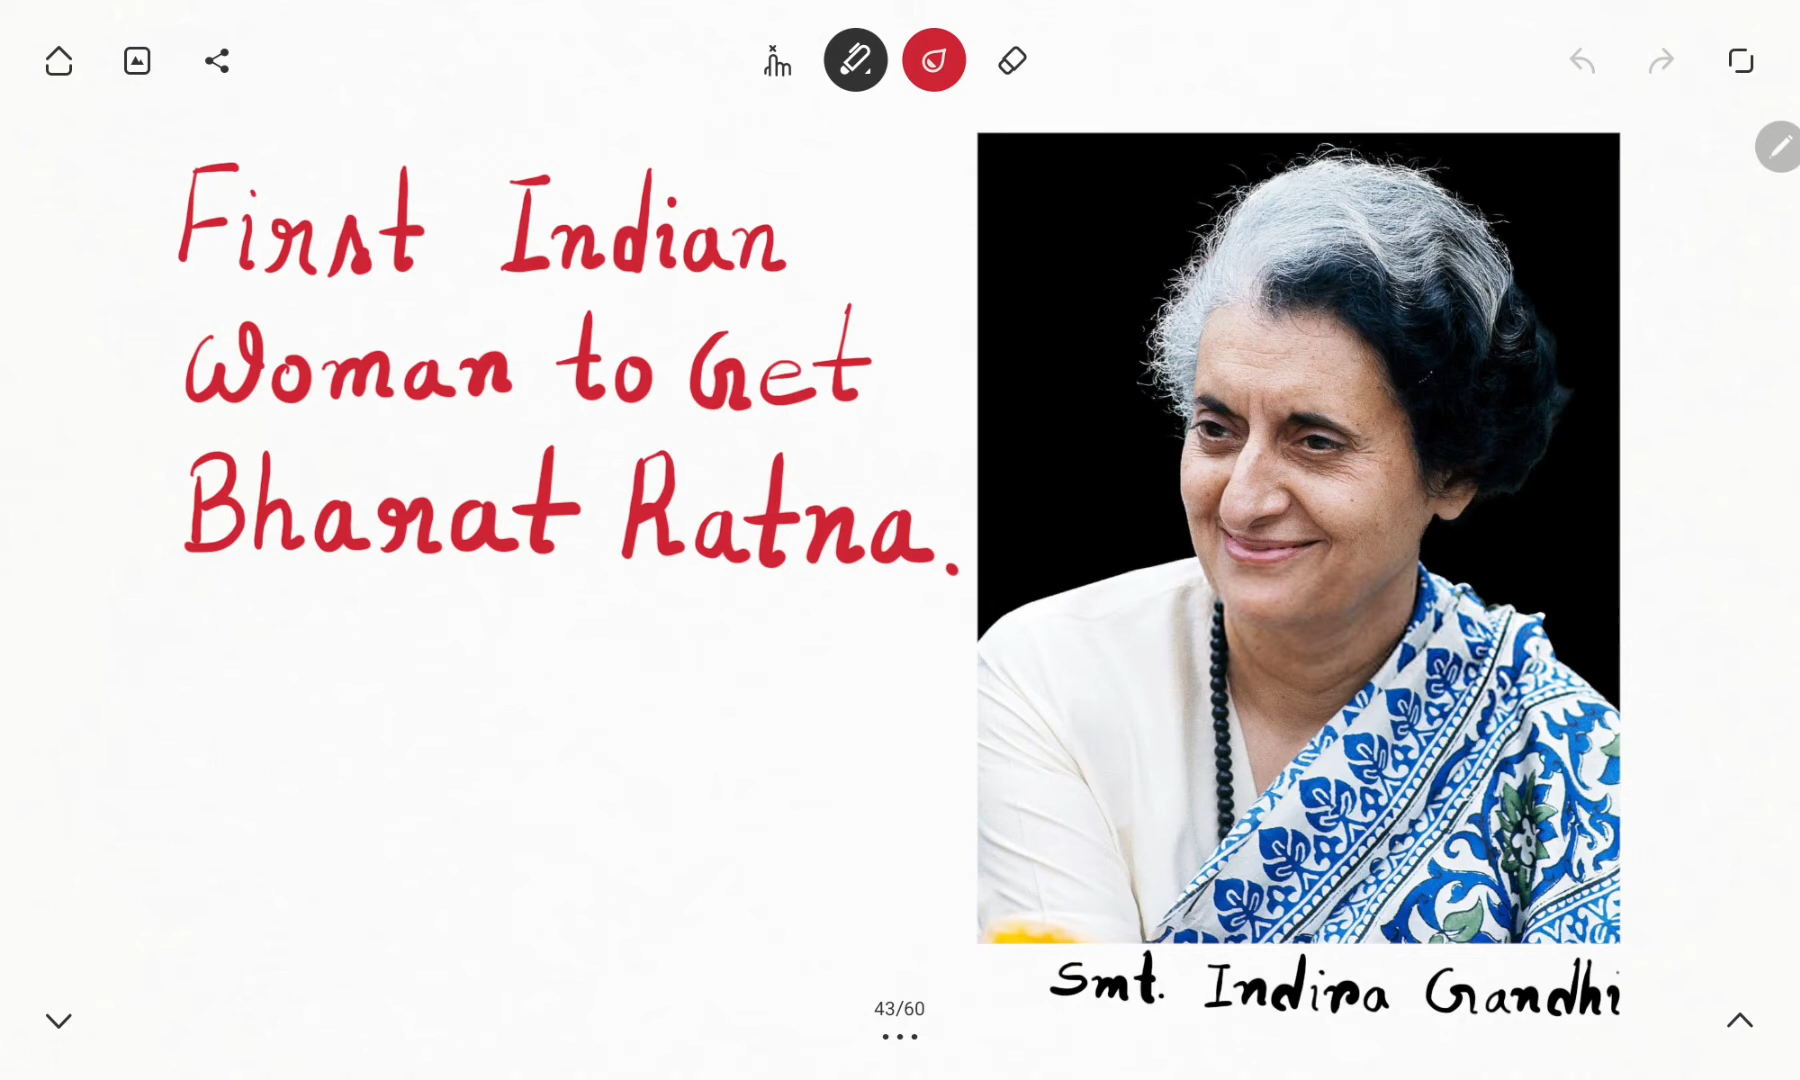 First Indian
Woman to Get
Bharat Ratna.
Smt. Indira Gandhi
43/60